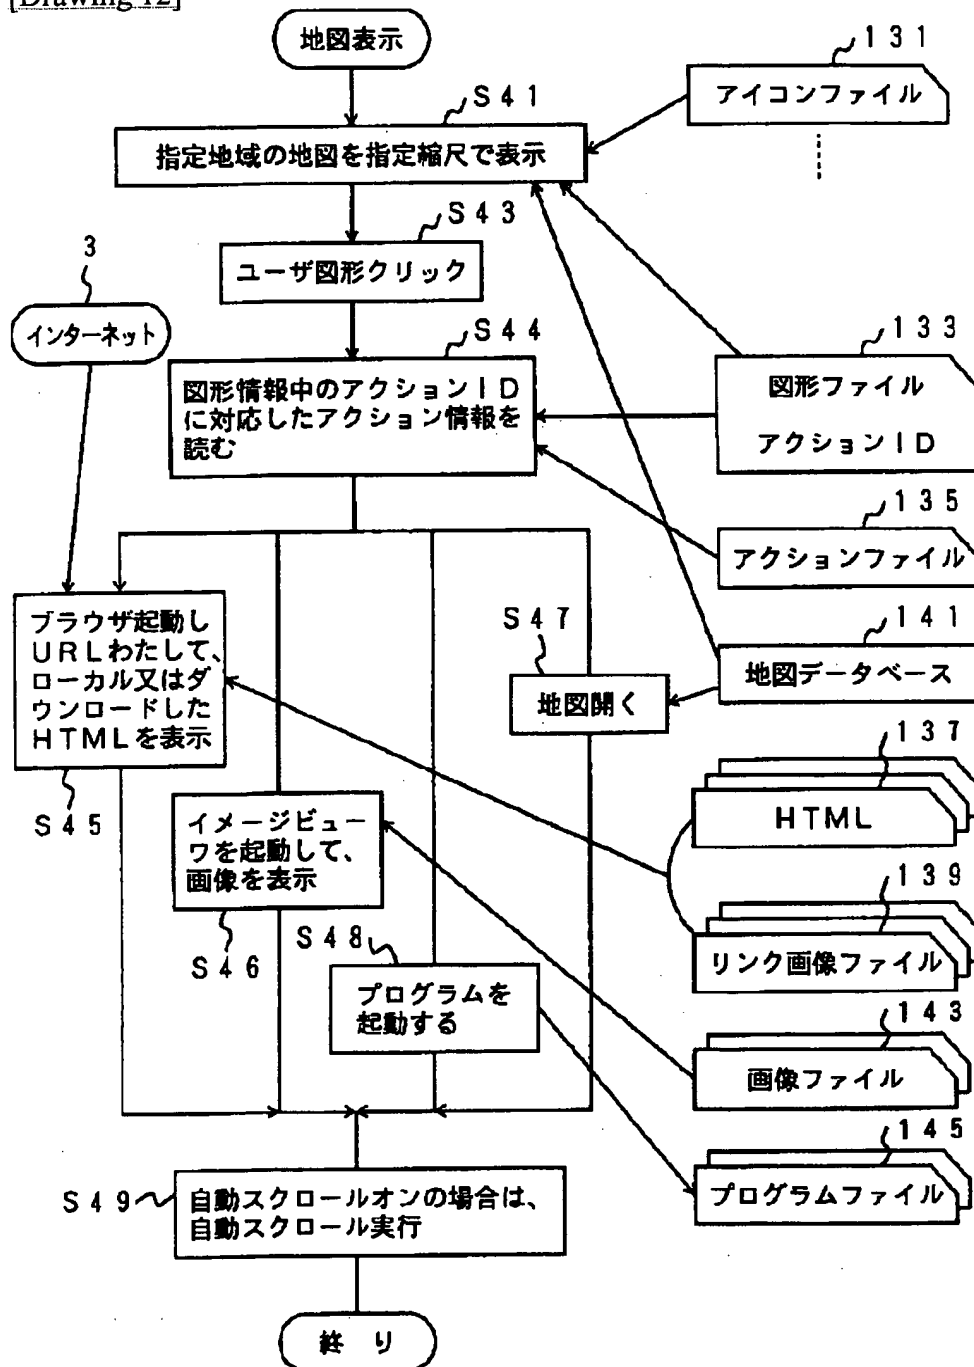 [Drawing 12]
地図表示
131
アイコンファイル
S41
指定地域の地図を指定縮尺で表示
S43
ユーザ図形クリック
3
インターネット
S44
図形情報中のアクションID
に対応したアクション情報を
読む
133
図形ファイル
アクションID
135
アクションファイル
ブラウザ起動し
URLわたして、
ローカル又はダ
ウンロードした
HTMLを表示
S45
S47
地図開く
141
地図データベース
137
HTML
イメージビュー
ワを起動して、
画像を表示
S46
139
リンク画像ファイル
S48
プログラムを
起動する
143
画像ファイル
145
プログラムファイル
S49
自動スクロールオンの場合は、
自動スクロール実行
終り